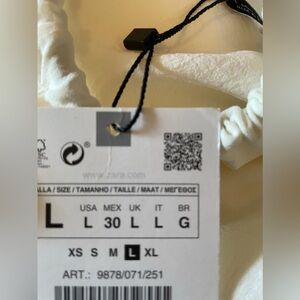 www.zara.com
ALLA / SIZE / TAMANHO / TAILLE / MAAT / ΜΕΓΕΘΟΣ
L
USA MEX UK IT BR
L 30 L L G
XS S M L XL
ART.: 9878/071/251